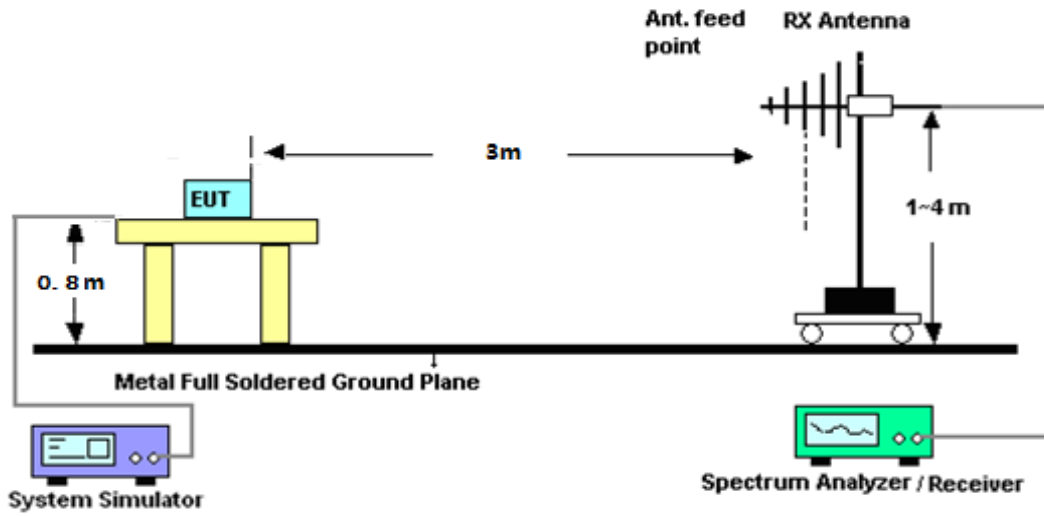 Ant. feed
point
RX Antenna
3m
EUT
1~4 m
0. 8 m
Metal Full Soldered Ground Plane
System Simulator
Spectrum Analyzer / Receiver